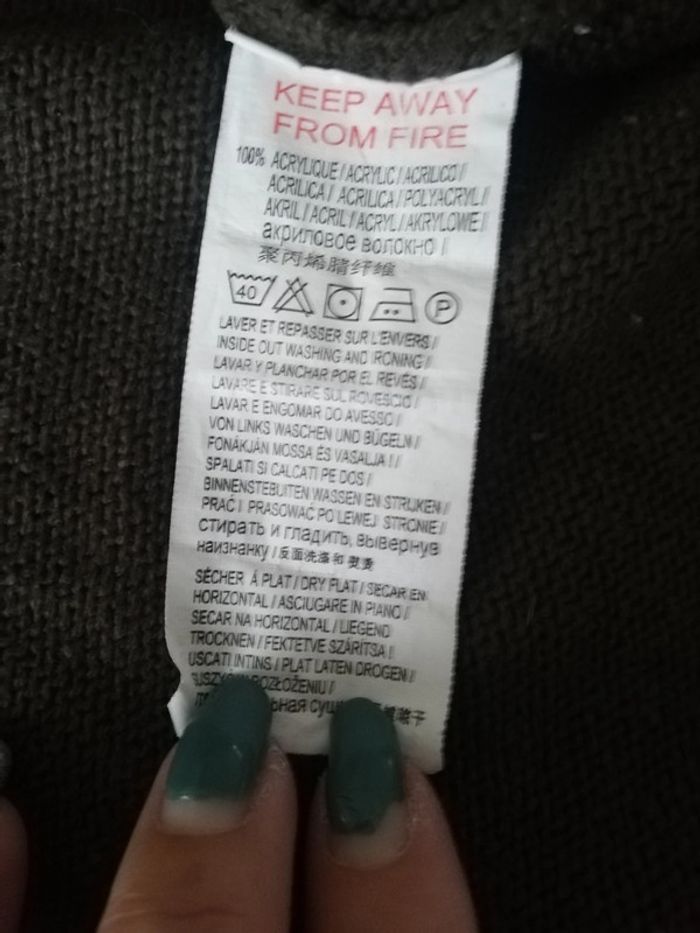 KEEP AWAY
FROM FIRE
100% ACRYLIQUE / ACRYLIC / ACRILICO /
ACRILICA / ACRILICA / POLYACRYL /
AKRIL / ACRIL / ACRYL / AKRYLOWE /
акриловое волокно /
聚丙烯腈纤维
40
P
LAVER ET REPASSER SUR L'ENVERS /
INSIDE OUT WASHING AND IRONING /
LAVAR Y PLANCHAR POR EL REVÉS /
LAVARE E STIRARE SUL ROVESCIO /
LAVAR E ENGOMAR DO AVESSO /
VON LINKS WASCHEN UND BÜGELN /
FONÁKJÁN MOSSA ÉS VASALJA ! /
SPALATI SI CALCATI PE DOS /
BINNENSTEBUITEN WASSEN EN STRIJKEN /
PRAĆ I PRASOWAĆ PO LEWEJ STRONIE /
стирать и гладить, вывернув
наизнанку / 反面洗涤和 熨烫
SÉCHER À PLAT / DRY FLAT / SECAR EN
HORIZONTAL / ASCIUGARE IN PIANO /
SECAR NA HORIZONTAL / LIEGEND
TROCKNEN / FEKTETVE SZÁRÍTSA !
USCATI INTINS / PLAT LATEN DROGEN /
ROZŁOŻENIU /